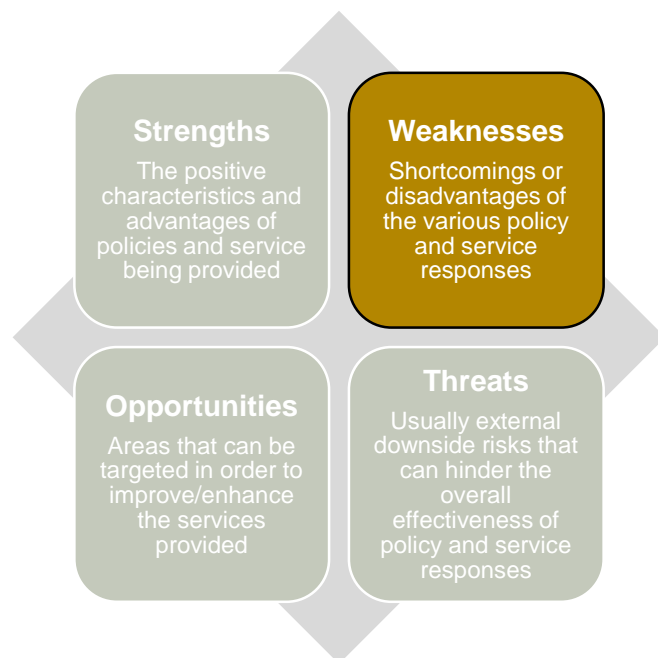 Strengths
The positive
characteristics and
advantages of
policies and service
being provided
Weaknesses
Shortcomings or
disadvantages of
the various policy
and service
responses
Opportunities
Areas that can be
targeted in order to
improve/enhance
the services
provided
Threats
Usually external
downside risks that
can hinder the
overall
effectiveness of
policy and service
responses